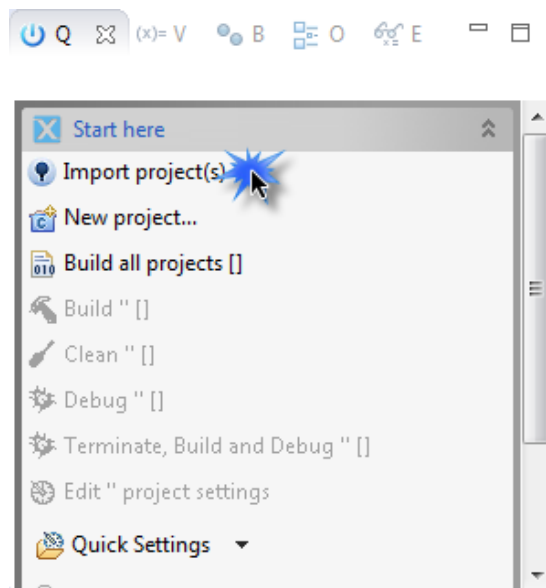 Q (x)= V B O E
Start here
Import project(s)
New project...
Build all projects []
Build '' []
Clean '' []
Debug '' []
Terminate, Build and Debug '' []
Edit '' project settings
Quick Settings